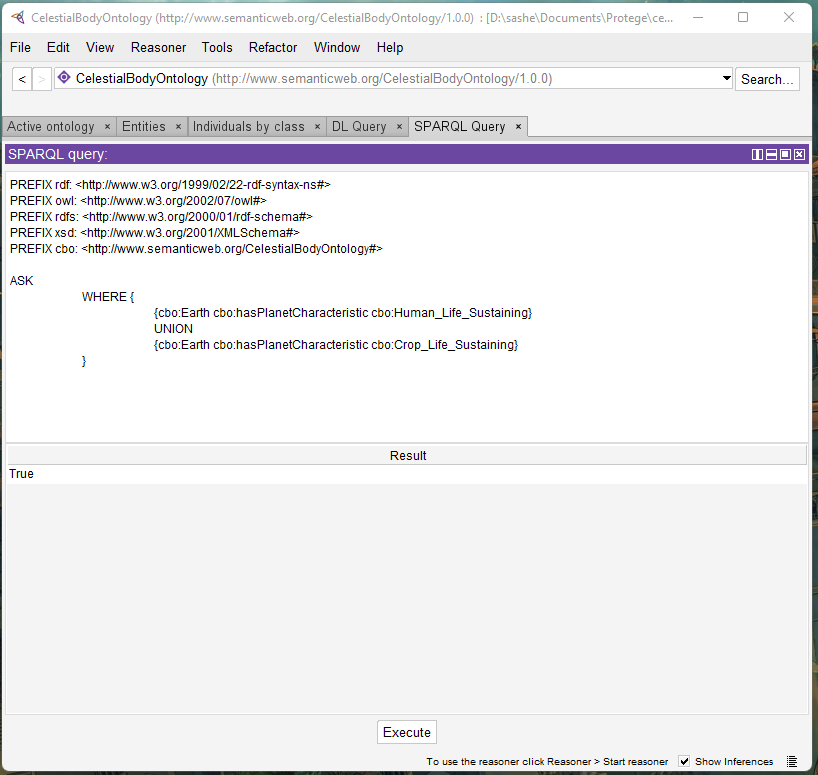 CelestialBodyOntology (http://www.semanticweb.org/CelestialBodyOntology/1.0.0) : [D:\sashe\Documents\Protege\ce...
File Edit View Reasoner Tools Refactor Window Help
< > CelestialBodyOntology (http://www.semanticweb.org/CelestialBodyOntology/1.0.0) Search...
Active ontology × Entities × Individuals by class × DL Query × SPARQL Query ×
SPARQL query:
PREFIX rdf: <http://www.w3.org/1999/02/22-rdf-syntax-ns#>
PREFIX owl: <http://www.w3.org/2002/07/owl#>
PREFIX rdfs: <http://www.w3.org/2000/01/rdf-schema#>
PREFIX xsd: <http://www.w3.org/2001/XMLSchema#>
PREFIX cbo: <http://www.semanticweb.org/CelestialBodyOntology#>
ASK
WHERE {
{cbo:Earth cbo:hasPlanetCharacteristic cbo:Human_Life_Sustaining}
UNION
{cbo:Earth cbo:hasPlanetCharacteristic cbo:Crop_Life_Sustaining}
}
Result
True
Execute
To use the reasoner click Reasoner > Start reasoner Show Inferences